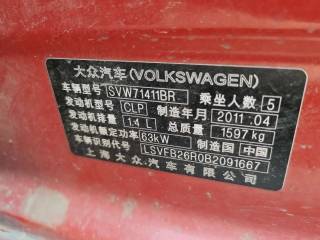 大众汽车(VOLKSWAGEN)
车辆型号 SVW71411BR 乘坐人数 5
发动机型号 CLP 制造年月 2011.04
发动机排量 1.4 L 总质量 1597 kg
发动机额定功率 63kW 制造国 中国
车辆识别代号 LSVFB26R0B2091667
上海大众汽车有限公司